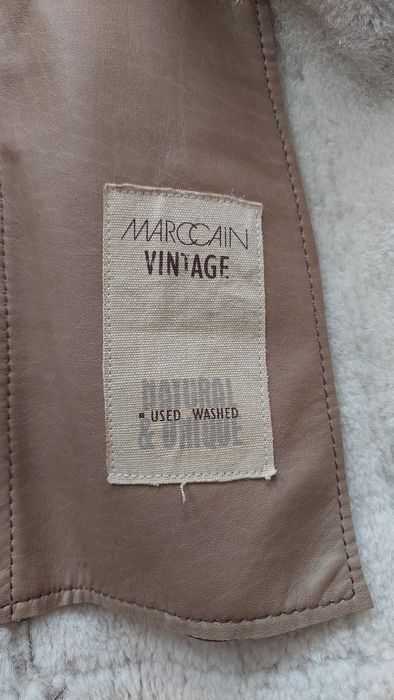 MARCCAIN
VINTAGE
NATURAL
▪ USED WASHED
& UNIQUE